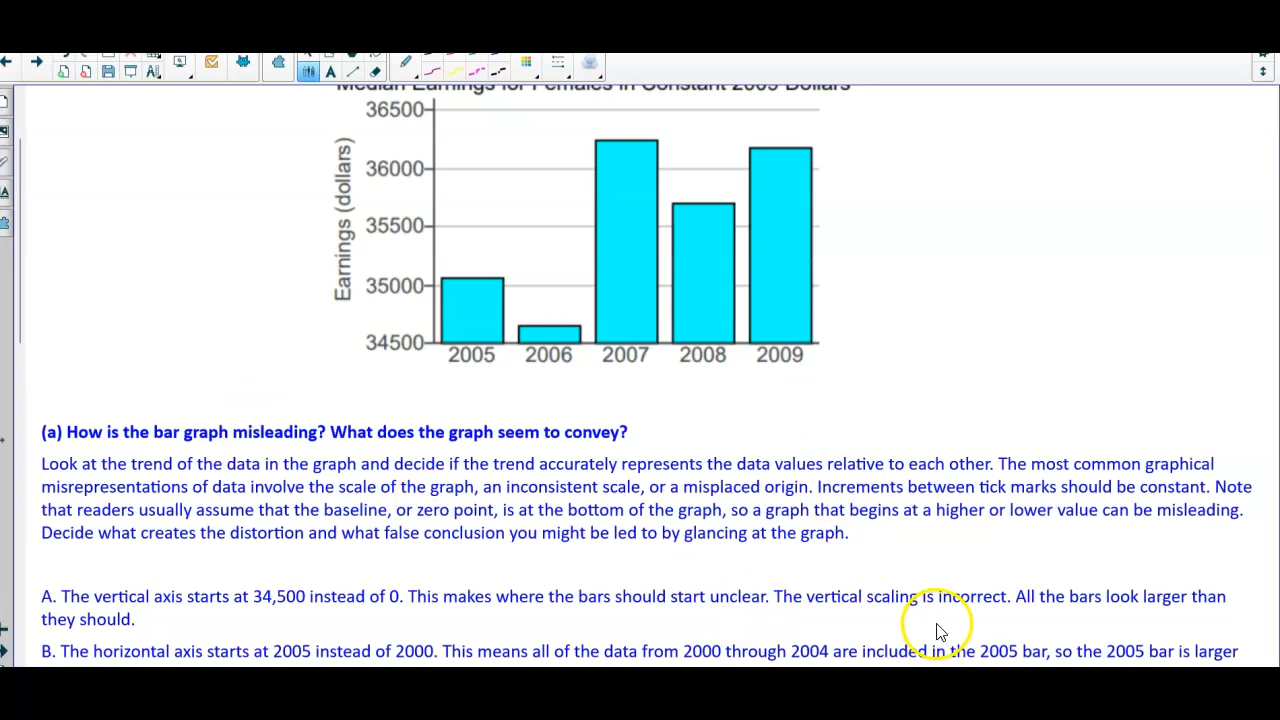 Median Earnings for Females in Constant 2009 Dollars
36500
36000
35500
35000
34500
Earnings (dollars)
2005 2006 2007 2008 2009
(a) How is the bar graph misleading? What does the graph seem to convey?
Look at the trend of the data in the graph and decide if the trend accurately represents the data values relative to each other. The most common graphical
misrepresentations of data involve the scale of the graph, an inconsistent scale, or a misplaced origin. Increments between tick marks should be constant. Note
that readers usually assume that the baseline, or zero point, is at the bottom of the graph, so a graph that begins at a higher or lower value can be misleading.
Decide what creates the distortion and what false conclusion you might be led to by glancing at the graph.
A. The vertical axis starts at 34,500 instead of 0. This makes where the bars should start unclear. The vertical scaling is incorrect. All the bars look larger than
they should.
B. The horizontal axis starts at 2005 instead of 2000. This means all of the data from 2000 through 2004 are included in the 2005 bar, so the 2005 bar is larger